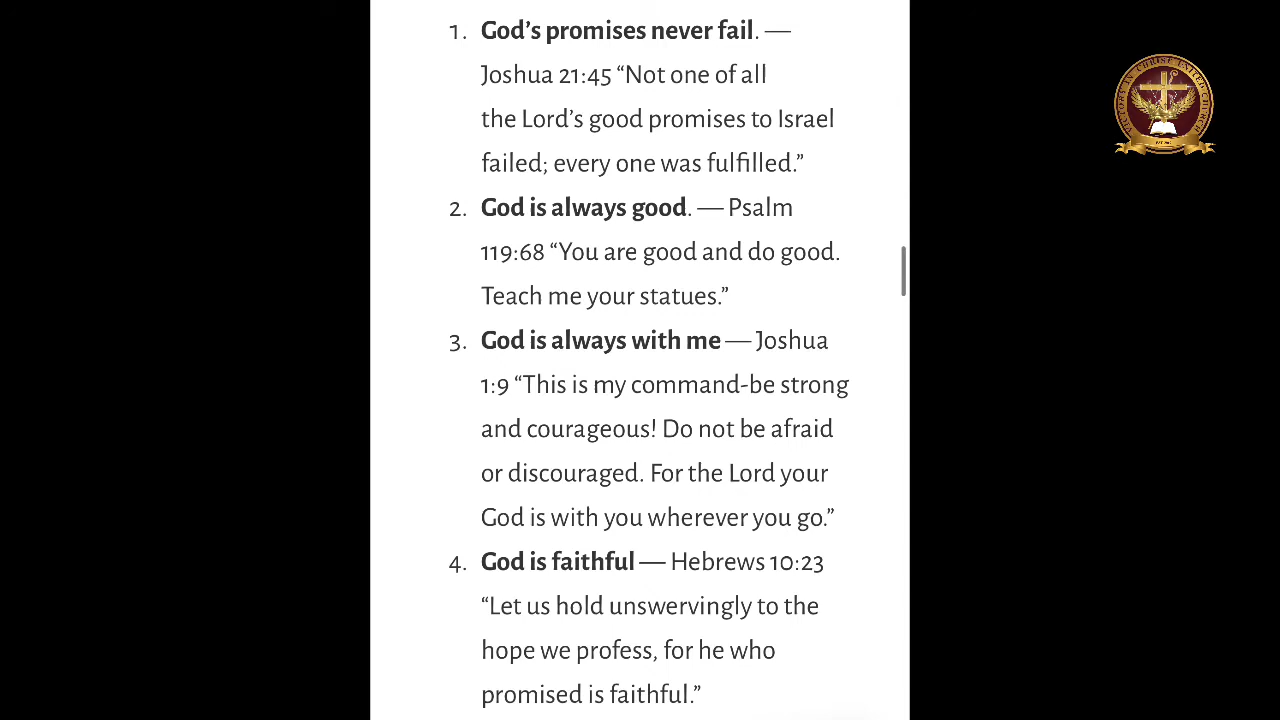 1. God’s promises never fail. —
Joshua 21:45 “Not one of all
the Lord’s good promises to Israel
failed; every one was fulfilled.”
2. God is always good. — Psalm
119:68 “You are good and do good.
Teach me your statues.”
3. God is always with me — Joshua
1:9 “This is my command-be strong
and courageous! Do not be afraid
or discouraged. For the Lord your
God is with you wherever you go.”
4. God is faithful — Hebrews 10:23
“Let us hold unswervingly to the
hope we profess, for he who
promised is faithful.”
VICTORY IN CHRIST UNITED CHURCH